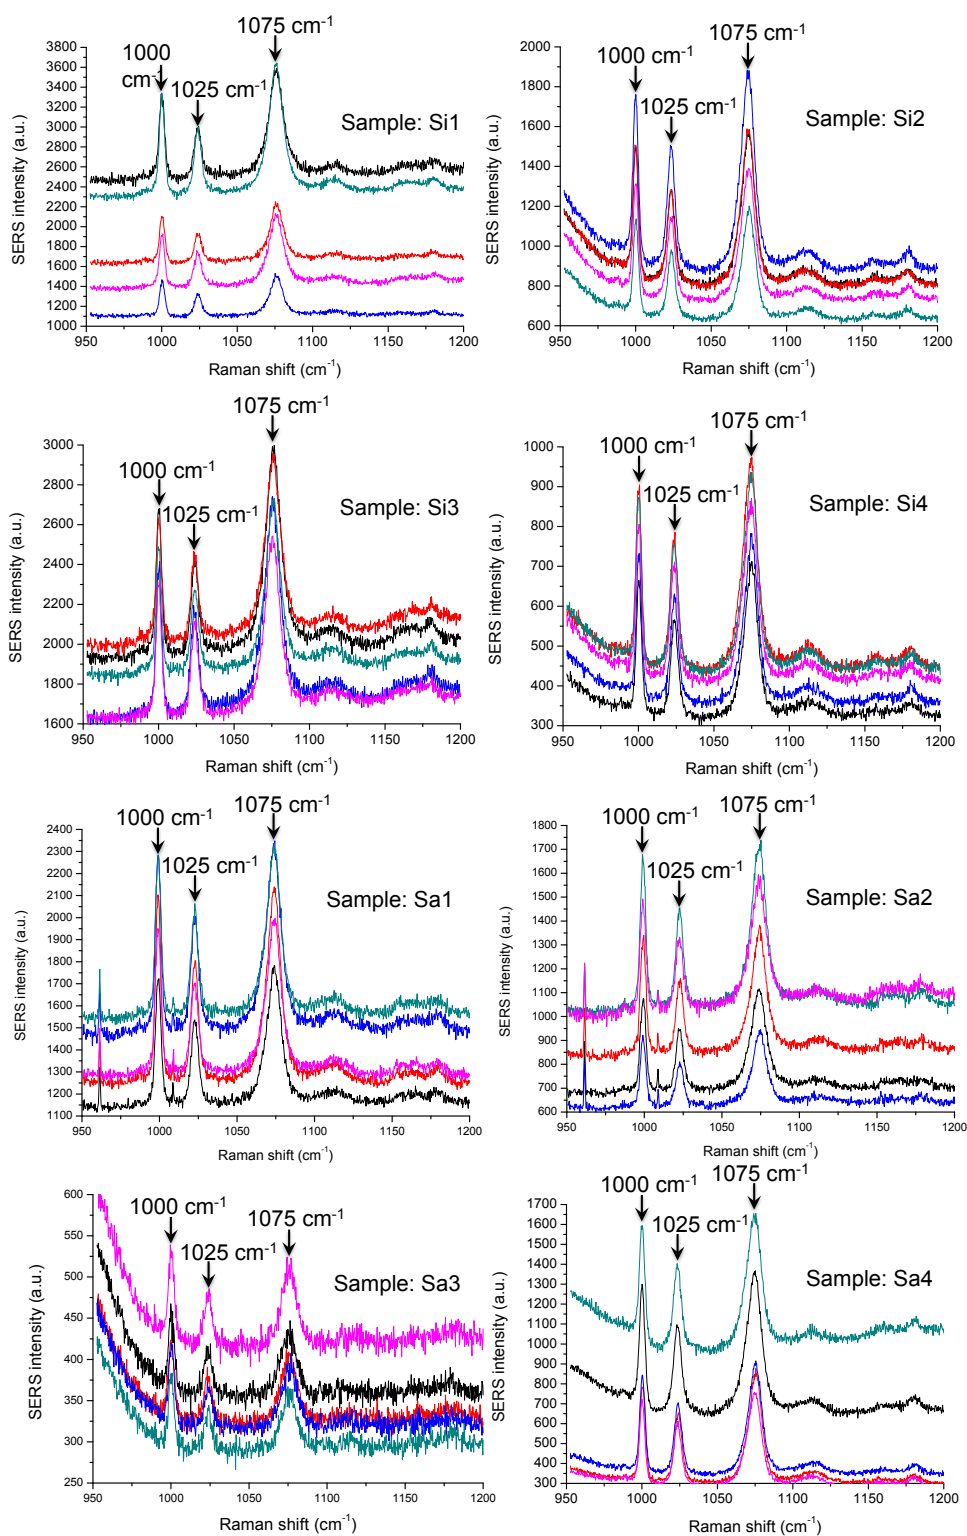 1075 cm-1
1000 cm-1
1025 cm-1
Sample: Si1
SERS intensity (a.u.)
3800
3600
3400
3200
3000
2800
2600
2400
2200
2000
1800
1600
1400
1200
1000
950 1000 1050 1100 1150 1200
Raman shift (cm-1)
1075 cm-1
1000 cm-1
1025 cm-1
Sample: Si2
SERS intensity (a.u.)
2000
1800
1600
1400
1200
1000
800
600
950 1000 1050 1100 1150 1200
Raman shift (cm-1)
1075 cm-1
1000 cm-1
1025 cm-1
Sample: Si3
SERS intensity (a.u.)
3000
2800
2600
2400
2200
2000
1800
1600
950 1000 1050 1100 1150 1200
Raman shift (cm-1)
1075 cm-1
1000 cm-1
1025 cm-1
Sample: Si4
SERS intensity (a.u.)
1000
900
800
700
600
500
400
300
950 1000 1050 1100 1150 1200
Raman shift (cm-1)
1075 cm-1
1000 cm-1
1025 cm-1
Sample: Sa1
SERS intensity (a.u.)
2400
2300
2200
2100
2000
1900
1800
1700
1600
1500
1400
1300
1200
1100
950 1000 1050 1100 1150 1200
Raman shift (cm-1)
1075 cm-1
1000 cm-1
1025 cm-1
Sample: Sa2
SERS intensity (a.u.)
1800
1700
1600
1500
1400
1300
1200
1100
1000
900
800
700
600
950 1000 1050 1100 1150 1200
Raman shift (cm-1)
1000 cm-1
1075 cm-1
1025 cm-1
Sample: Sa3
SERS intensity (a.u.)
600
550
500
450
400
350
300
250
950 1000 1050 1100 1150 1200
Raman shift (cm-1)
1075 cm-1
1000 cm-1
1025 cm-1
Sample: Sa4
SERS intensity (a.u.)
1700
1600
1500
1400
1300
1200
1100
1000
900
800
700
600
500
400
300
950 1000 1050 1100 1150 1200
Raman shift (cm-1)